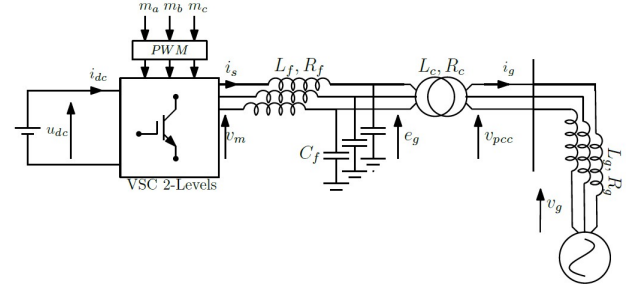 m_a m_b m_c
PWM
i_dc
i_s
L_f, R_f
L_c, R_c
i_g
u_dc
v_m
C_f
e_g
v_pcc
L_g, R_g
VSC 2-Levels
v_g